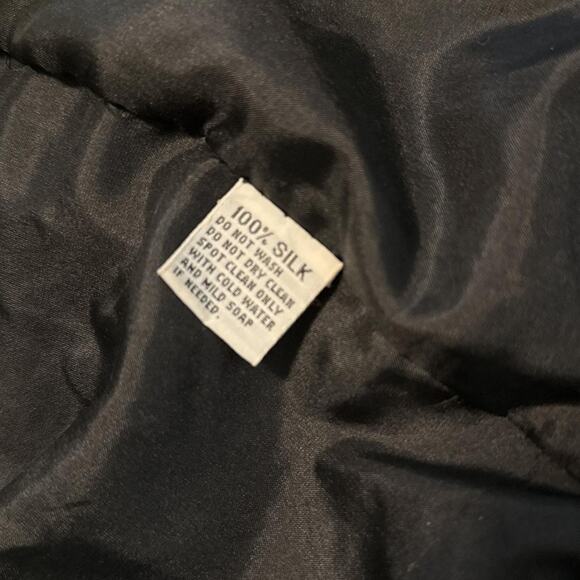 100% SILK
DO NOT WASH
DO NOT DRY CLEAN
SPOT CLEAN ONLY
WITH COLD WATER
AND MILD SOAP
IF NEEDED.